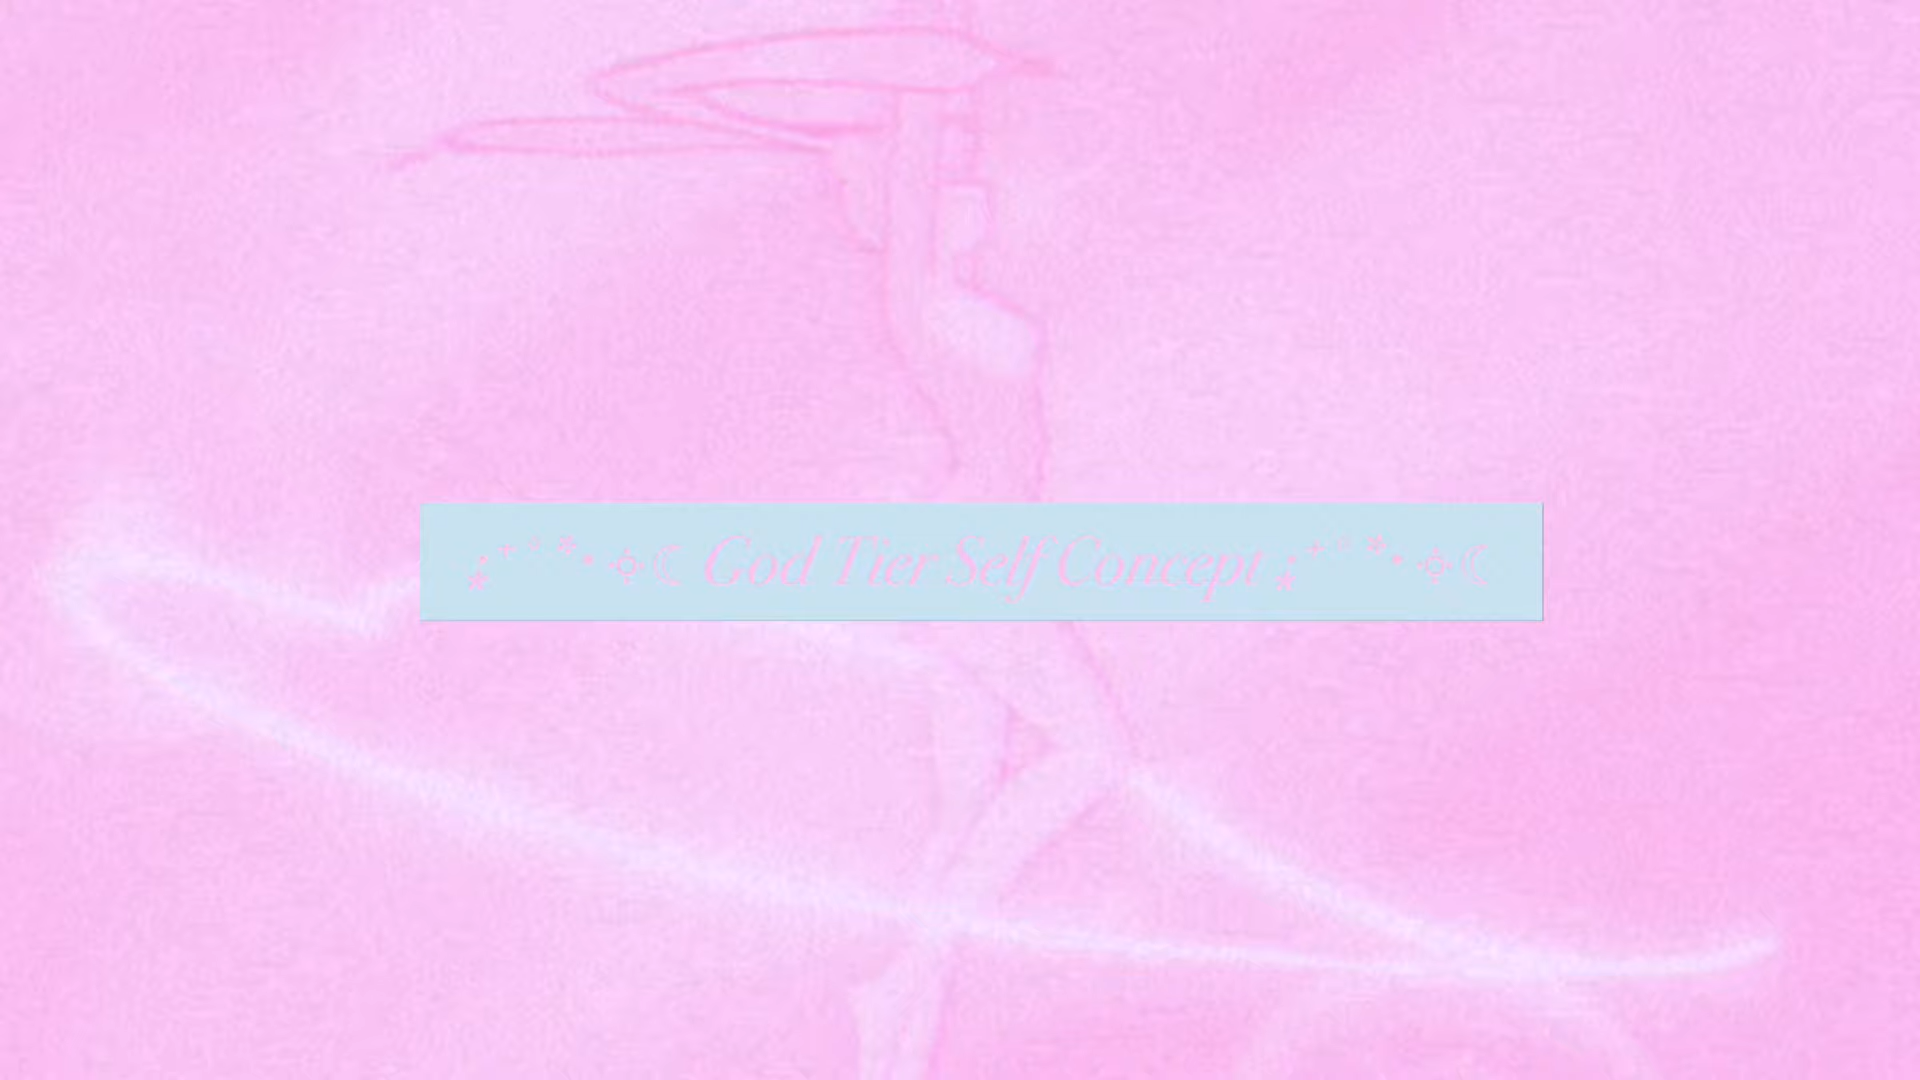 ⋆ ⁺ ₊ ✧ ☾ God Tier Self Concept ⋆ ⁺ ₊ ✧ ☾